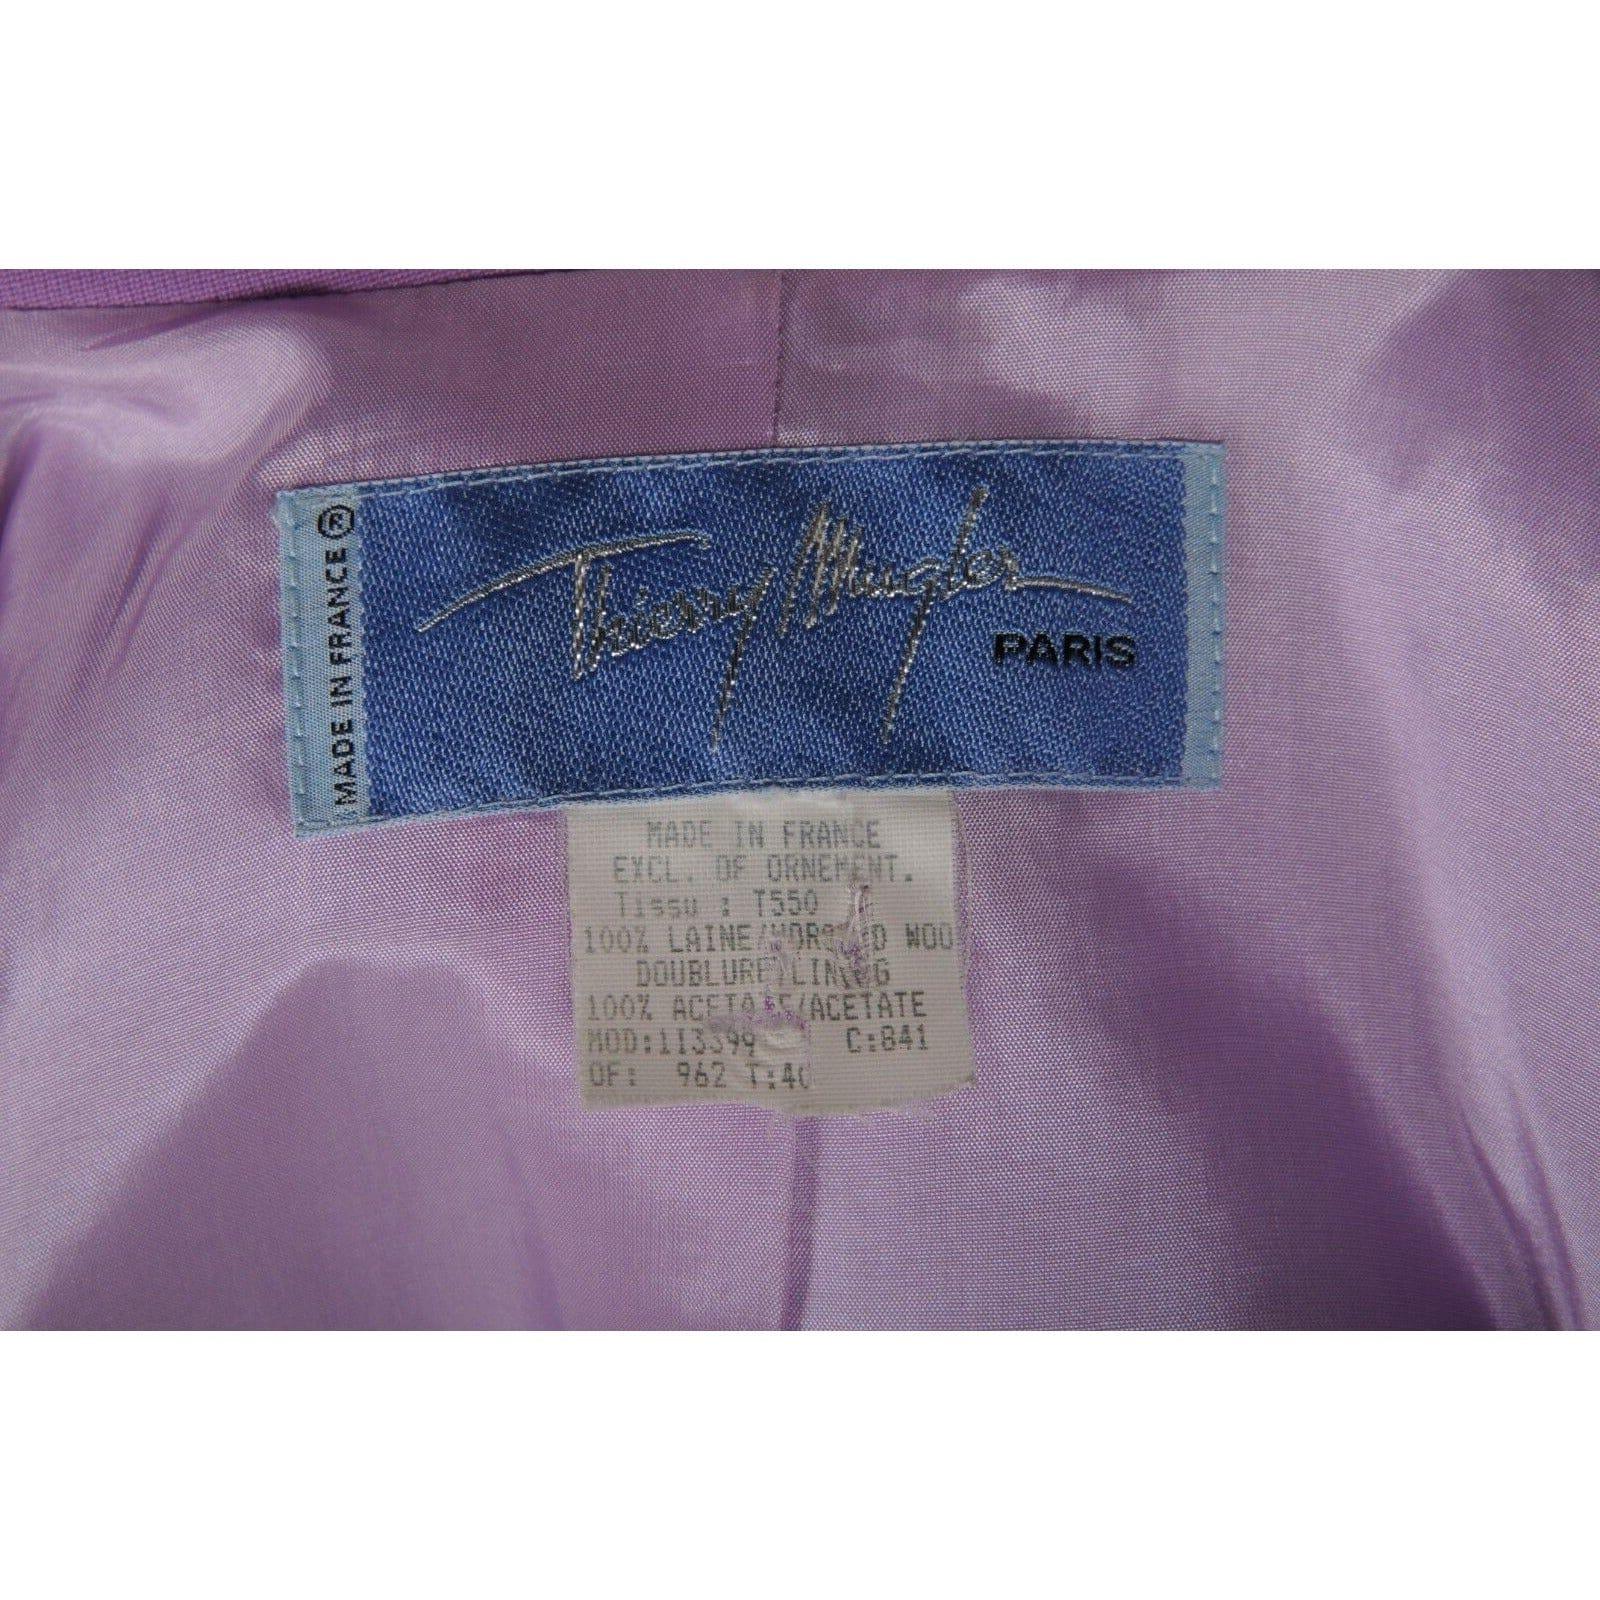 MADE IN FRANCE ®
Thierry Mugler
PARIS
MADE IN FRANCE
EXCL. OF ORNEMENT.
Tissu : T550
100% LAINE/ WOO
DOUBLURE/LINING
100% ACETATE/ACETATE
MOD:113399 C:841
OF: 962 T:40